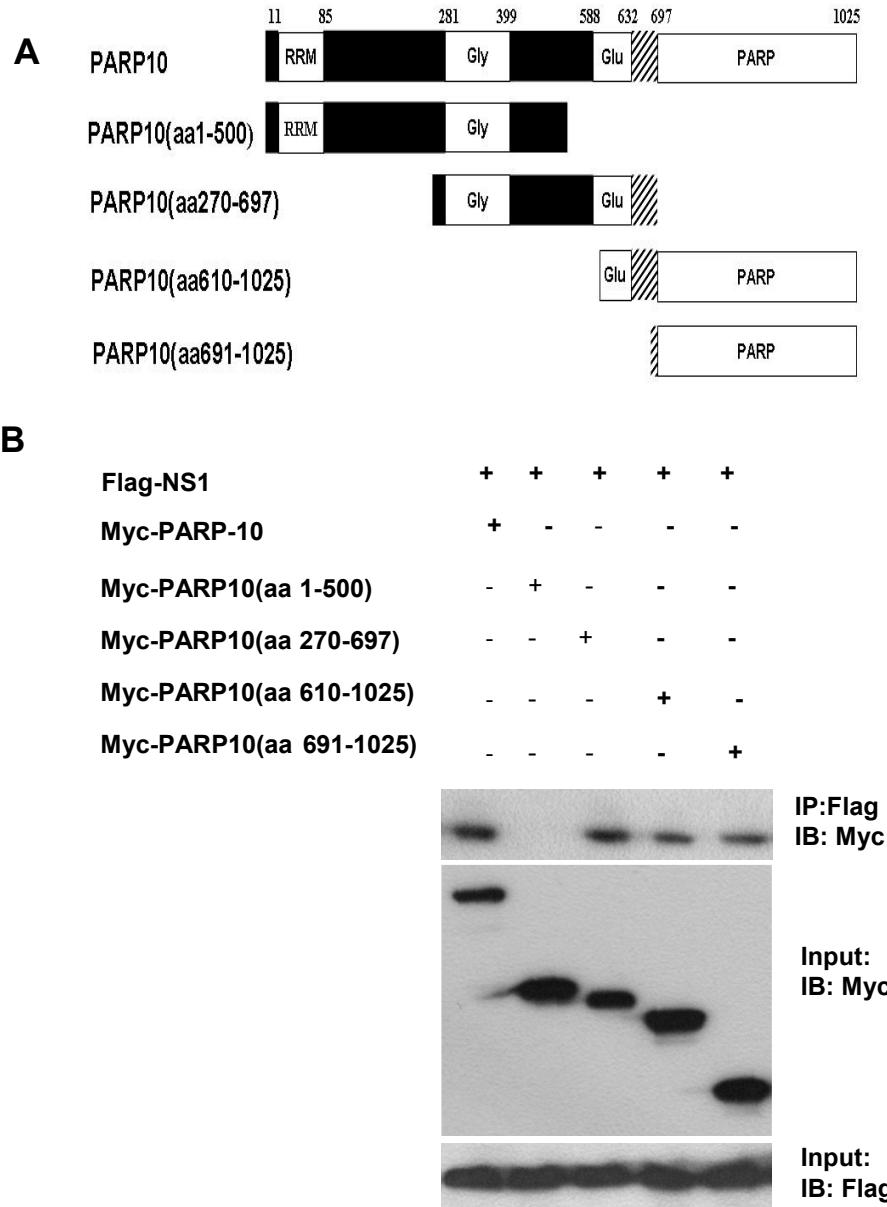 11 85 281 399 588 632 697 1025
A
PARP10 RRM Gly Glu PARP
PARP10(aa1-500) RRM Gly
PARP10(aa270-697) Gly Glu
PARP10(aa610-1025) Glu PARP
PARP10(aa691-1025) PARP
B
Flag-NS1 + + + + +
Myc-PARP-10 + - - - -
Myc-PARP10(aa 1-500) - + - - -
Myc-PARP10(aa 270-697) - - + - -
Myc-PARP10(aa 610-1025) - - - + -
Myc-PARP10(aa 691-1025) - - - - +
IP:Flag
IB: Myc
Input:
IB: Myc
Input:
IB: Flag